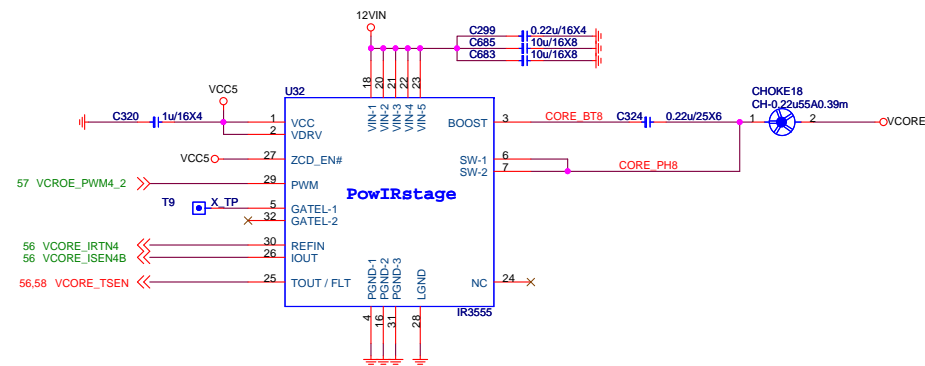 12VIN
C299 0.22u/16X4
C685 10u/16X8
C683 10u/16X8
18 20 21 22 23
VCC5 U32 CHOKE18
CH-0.22u55A0.39m
VIN-1 VIN-2 VIN-3 VIN-4 VIN-5
C320 1u/16X4 1 VCC BOOST 3 CORE_BT8 C324 0.22u/25X6 1 2 VCORE
2 VDRV
VCC5 27 ZCD_EN# SW-1 6
SW-2 7 CORE_PH8
57 VCROE_PWM4_2 29 PWM
PowIRstage
T9 X_TP 5 GATEL-1
32 GATEL-2
56 VCORE_IRTN4 30 REFIN
56 VCORE_ISEN4B 26 IOUT
56,58 VCORE_TSEN 25 TOUT / FLT NC 24
PGND-1 PGND-2 PGND-3 LGND
IR3555
4 16 31 28